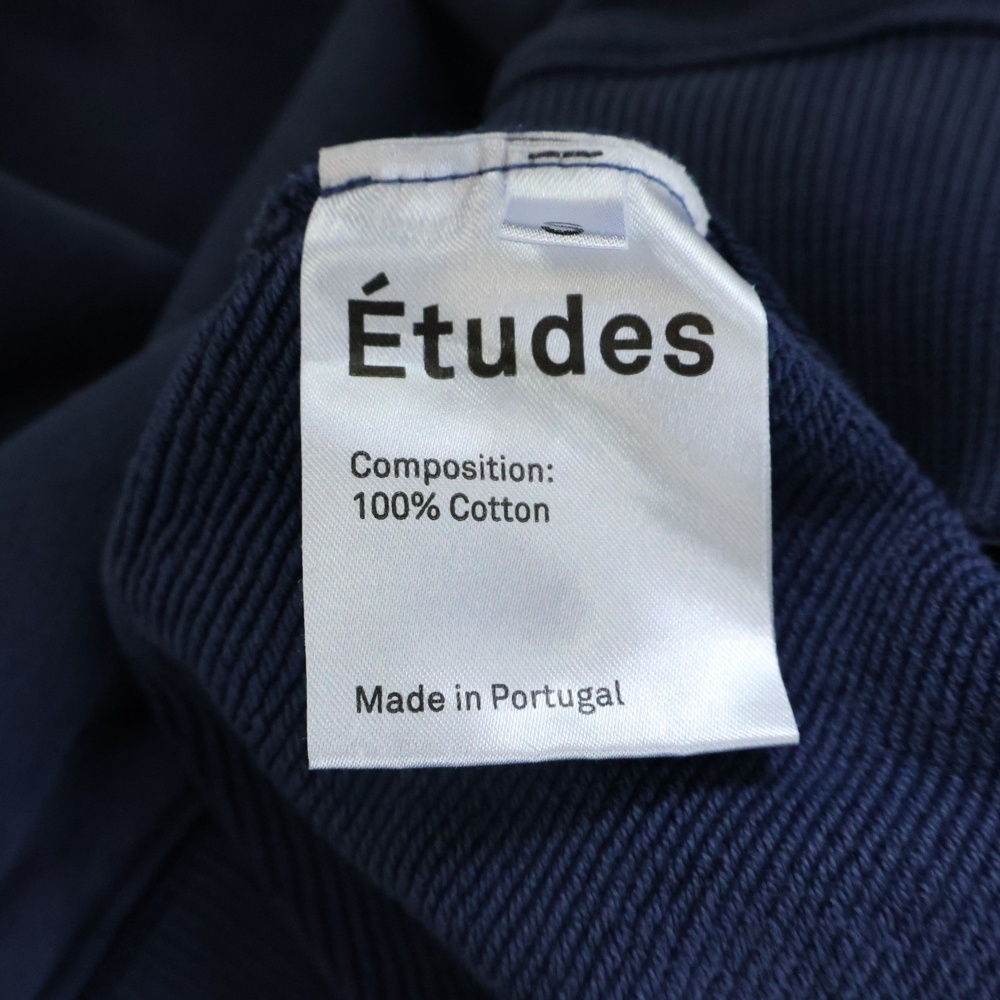 Études
Composition:
100% Cotton
Made in Portugal